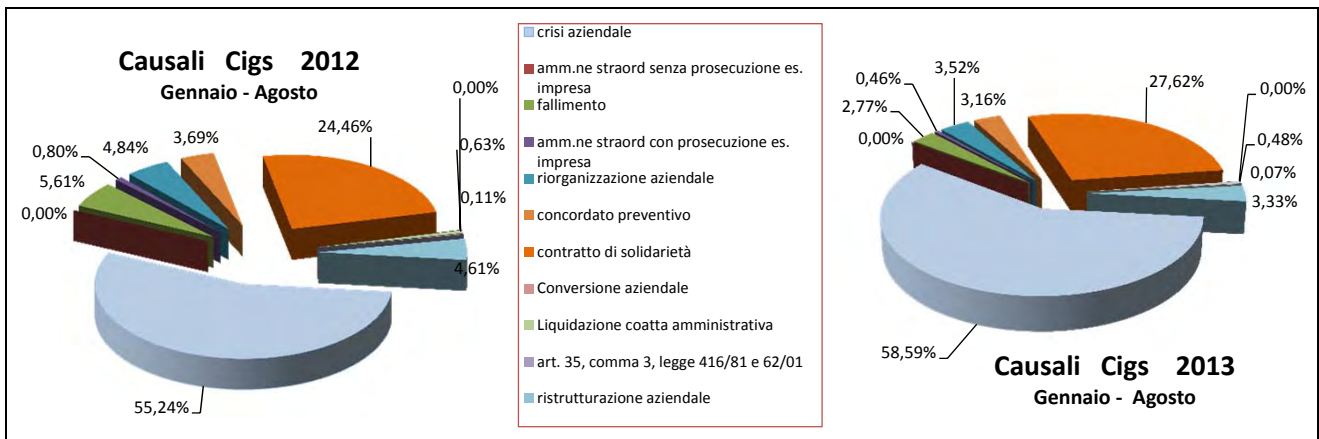 Causali Cigs 2012
Gennaio - Agosto
0,00%
24,46%
3,69%
4,84%
0,80%
5,61%
0,00%
0,63%
0,11%
4,61%
55,24%
crisi aziendale
amm.ne straord senza prosecuzione es.
impresa
fallimento
amm.ne straord con prosecuzione es.
impresa
riorganizzazione aziendale
concordato preventivo
contratto di solidarietà
Conversione aziendale
Liquidazione coatta amministrativa
art. 35, comma 3, legge 416/81 e 62/01
ristrutturazione aziendale
3,52%
27,62%
0,46%
3,16%
2,77%
0,00%
0,00%
0,48%
0,07%
3,33%
58,59%
Causali Cigs 2013
Gennaio - Agosto